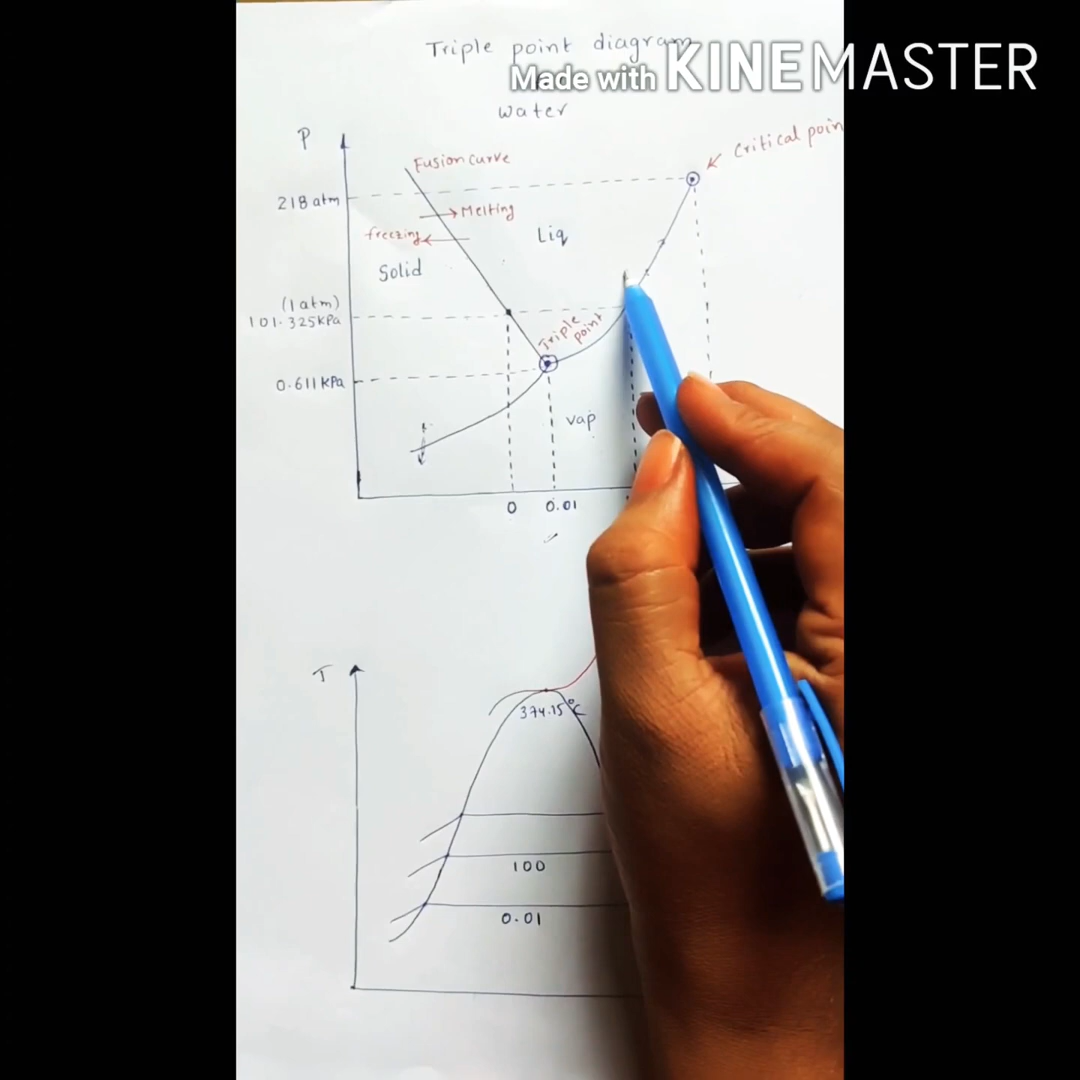 Triple point diagram
Made with KINEMASTER
water
P
Critical poin
Fusion curve
218 atm
Melting
freezing
Liq
Solid
(1 atm)
101.325 kPa
Triple point
0.611 kPa
vap
0 0.01
T
374.15°C
100
0.01